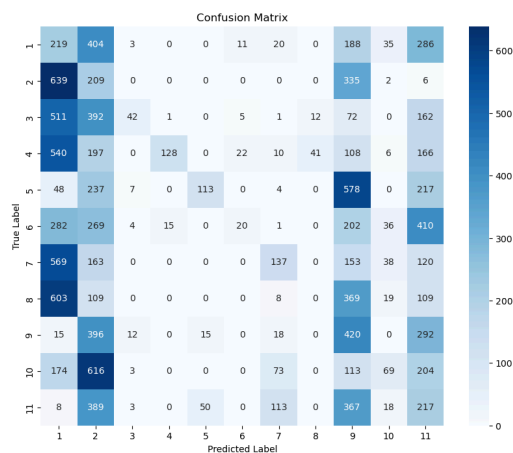 Confusion Matrix
1 219 404 3 0 0 11 20 0 188 35 286
2 639 209 0 0 0 0 0 0 335 2 6
3 511 392 42 1 0 5 1 12 72 0 162
4 540 197 0 128 0 22 10 41 108 6 166
5 48 237 7 0 113 0 4 0 578 0 217
6 282 269 4 15 0 20 1 0 202 36 410
7 569 163 0 0 0 0 137 0 153 38 120
8 603 109 0 0 0 0 8 0 369 19 109
9 15 396 12 0 15 0 18 0 420 0 292
10 174 616 3 0 0 0 73 0 113 69 204
11 8 389 3 0 50 0 113 0 367 18 217
1 2 3 4 5 6 7 8 9 10 11
True Label
Predicted Label
600
500
400
300
200
100
0